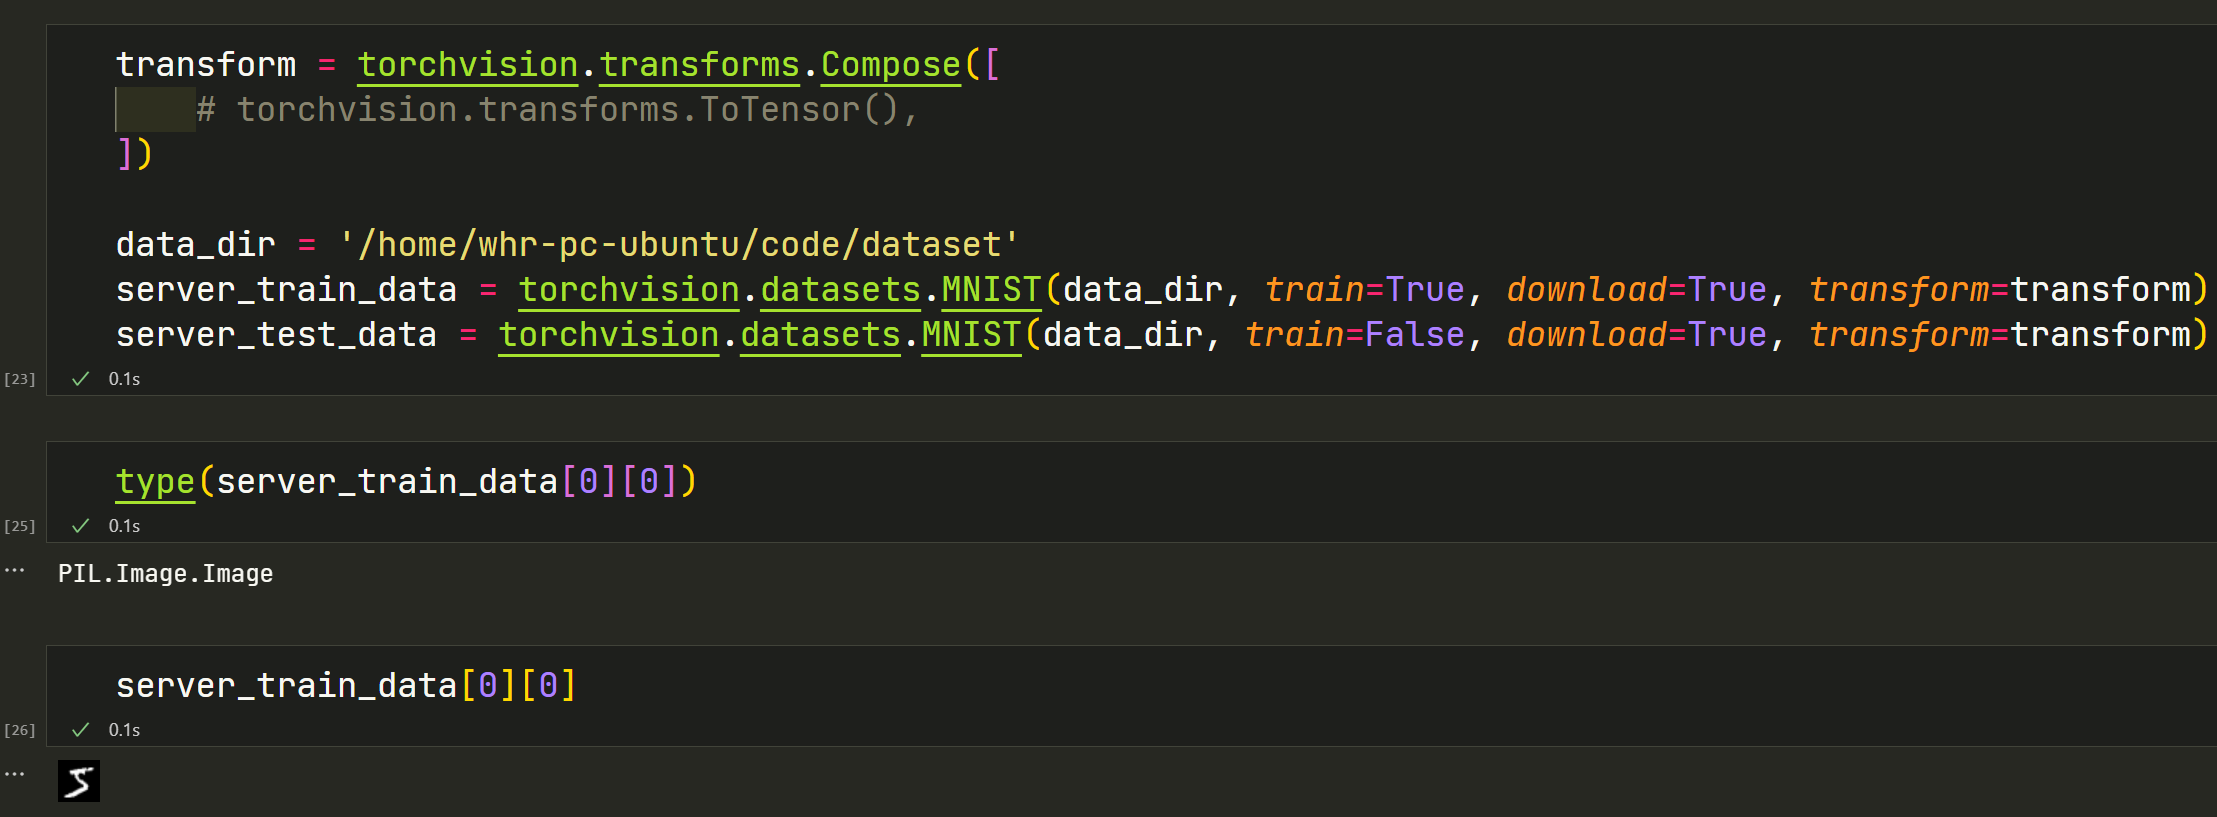 transform = torchvision.transforms.Compose([
    # torchvision.transforms.ToTensor(),
])
data_dir = '/home/whr-pc-ubuntu/code/dataset'
server_train_data = torchvision.datasets.MNIST(data_dir, train=True, download=True, transform=transform)
server_test_data = torchvision.datasets.MNIST(data_dir, train=False, download=True, transform=transform)
[23] ✓ 0.1s
type(server_train_data[0][0])
[25] ✓ 0.1s
... PIL.Image.Image
server_train_data[0][0]
[26] ✓ 0.1s
... 5